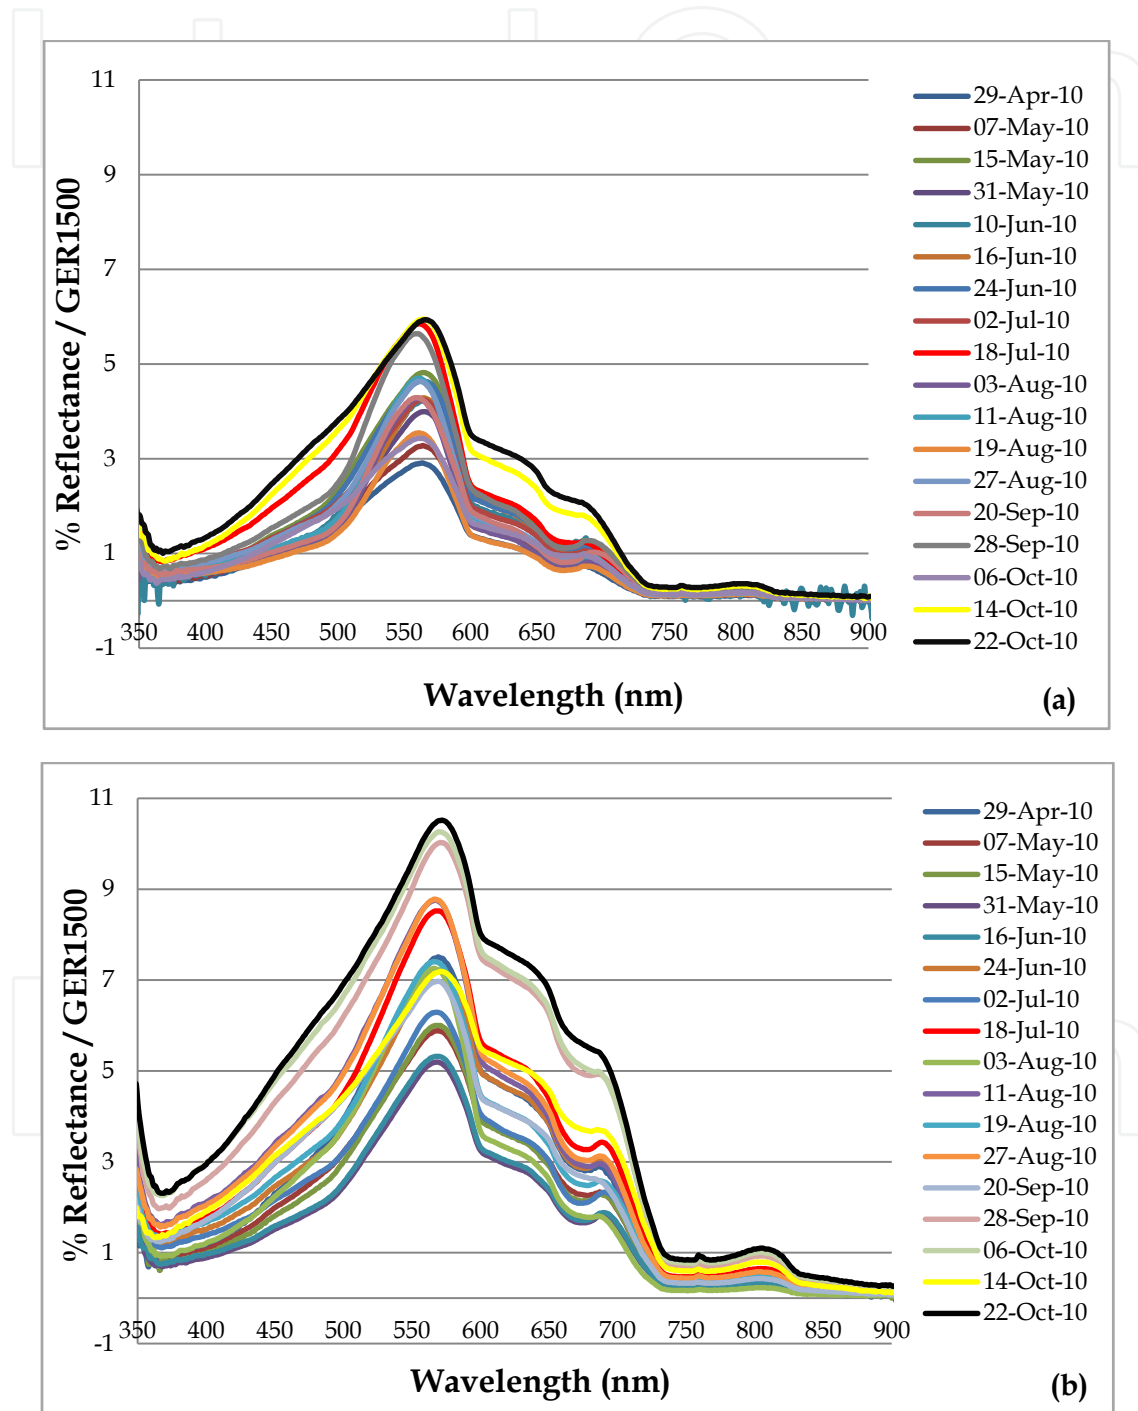 11
9
7
5
3
1
-1
% Reflectance / GER1500
350 400 450 500 550 600 650 700 750 800 850 900
Wavelength (nm)
29-Apr-10
07-May-10
15-May-10
31-May-10
10-Jun-10
16-Jun-10
24-Jun-10
02-Jul-10
18-Jul-10
03-Aug-10
11-Aug-10
19-Aug-10
27-Aug-10
20-Sep-10
28-Sep-10
06-Oct-10
14-Oct-10
22-Oct-10
(a)
11
9
7
5
3
1
-1
% Reflectance / GER1500
350 400 450 500 550 600 650 700 750 800 850 900
Wavelength (nm)
29-Apr-10
07-May-10
15-May-10
31-May-10
16-Jun-10
24-Jun-10
02-Jul-10
18-Jul-10
03-Aug-10
11-Aug-10
19-Aug-10
27-Aug-10
20-Sep-10
28-Sep-10
06-Oct-10
14-Oct-10
22-Oct-10
(b)